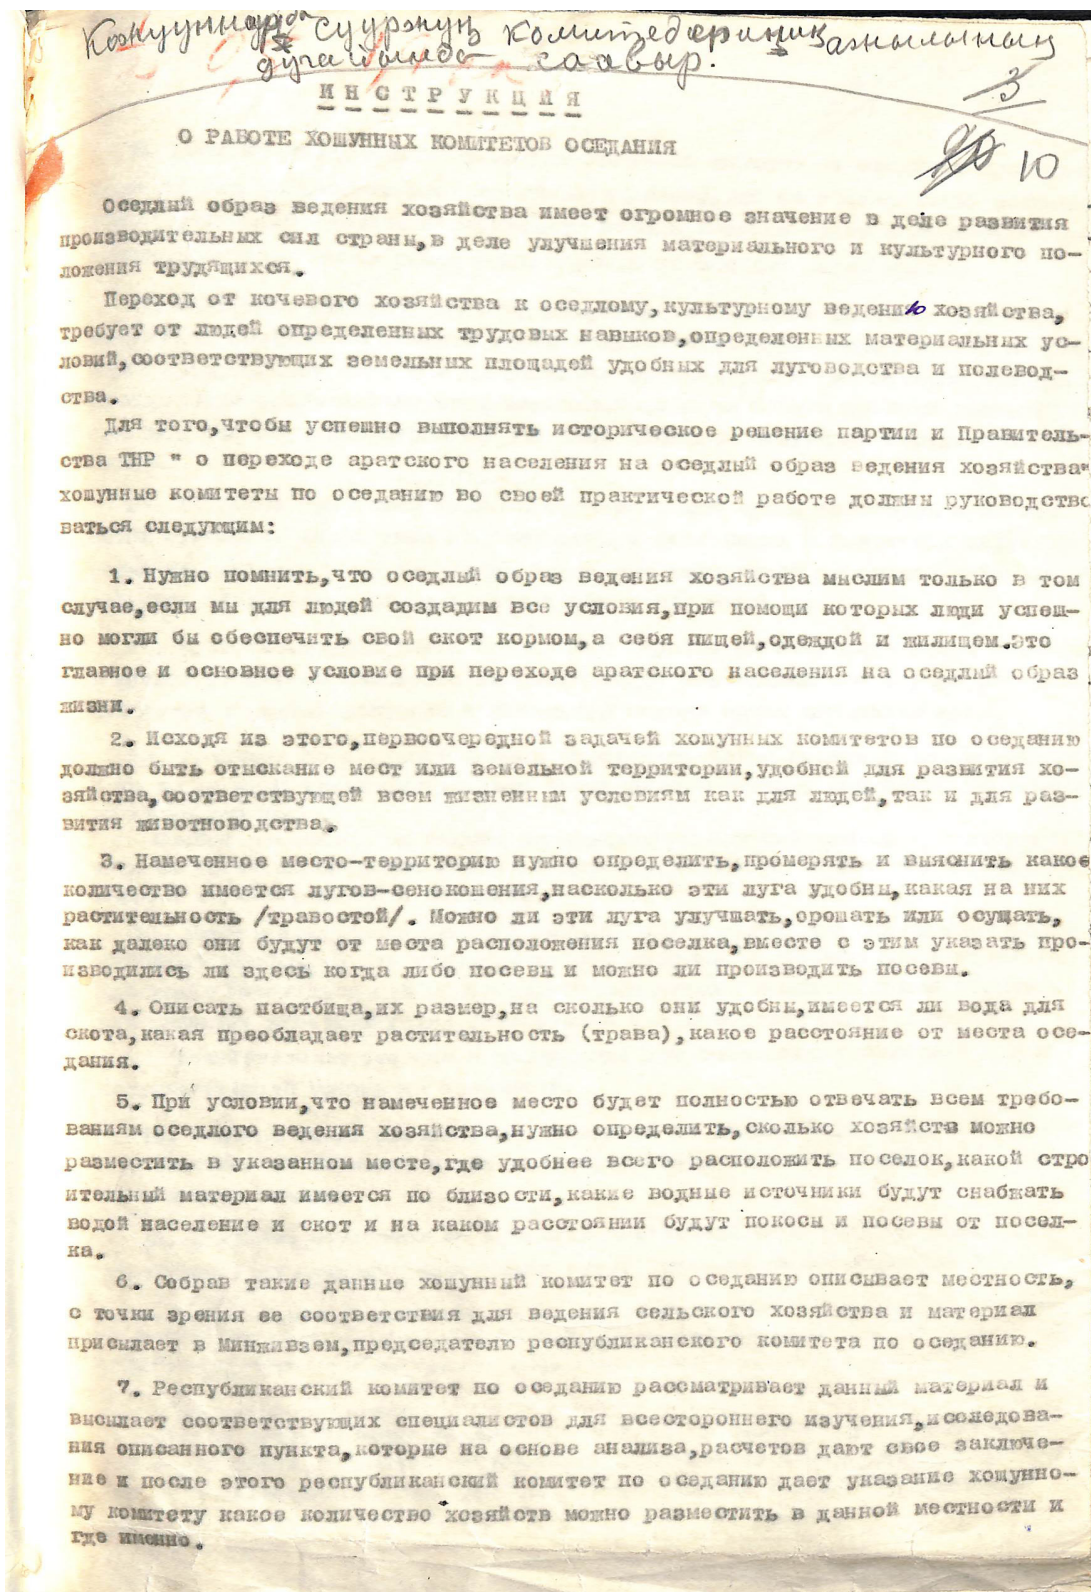 Кожууннарда сууржуң комитедериниң ажылының
дугайында саавыр.
3
10
И Н С Т Р У К Ц И Я
О РАБОТЕ ХОШУННЫХ КОМИТЕТОВ ОСЕДАНИЯ
Оседлый образ ведения хозяйства имеет огромное значение в деле развития
производительных сил страны,в деле улучшения материального и культурного по-
ложения трудящихся.
Переход от кочевого хозяйства к оседлому,культурному ведению хозяйства,
требует от людей определенных трудовых навыков,определенных материальных ус-
ловий,соответствующих земельных площадей удобных для луговодства и полевод-
ства.
Для того,чтобы успешно выполнять историческое решение партии и Правитель-
ства ТНР " о переходе аратского населения на оседлый образ ведения хозяйства"
хошунные комитеты по оседанию во своей практической работе должны руководство
ваться следующим:
1. Нужно помнить,что оседлый образ ведения хозяйства мыслим только в том
случае,если мы для людей создадим все условия,при помощи которых люди успеш-
но могли бы обеспечить свой скот кормом,а себя пищей,одеждой и жилищем.Это
главное и основное условие при переходе аратского населения на оседлый образ
жизни.
2. Исходя из этого,первоочередной задачей хошунных комитетов по оседанию
должно быть отыскание мест или земельной территории,удобной для развития хо-
зяйства,соответствующей всем жизненным условиям как для людей,так и для раз-
вития животноводства.
3. Намеченное место-территорию нужно определить,промерять и выяснить какое
количество имеется лугов-сенокошения,насколько эти луга удобны,какая на них
растительность /травостой/. Можно ли эти луга улучшать,орошать или осущать,
как далеко они будут от места расположения поселка,вместе с этим указать про-
изводились ли здесь когда либо посевы и можно ли производить посевы.
4. Описать пастбища,их размер,на сколько они удобны,имеется ли вода для
скота,какая преобладает растительность (трава),какое расстояние от места осе-
дания.
5. При условии,что намеченное место будет полностью отвечать всем требо-
ваниям оседлого ведения хозяйства,нужно определить,сколько хозяйств можно
разместить в указанном месте,где удобнее всего расположить поселок,какой стро
ительный материал имеется по близости,какие водные источники будут снабжать
водой население и скот и на каком расстоянии будут покосы и посевы от посел-
ка.
6. Собрав такие данные хошунный комитет по оседанию описывает местность,
с точки зрения ее соответствия для ведения сельского хозяйства и материал
присылает в Минживзем,председателю республиканского комитета по оседанию.
7. Республиканский комитет по оседанию рассматривает данный материал и
высылает соответствующих специалистов для всестороннего изучения,исследова-
ния описанного пункта,которые на основе анализа,расчетов дают свое заключе-
ние и после этого республиканский комитет по оседанию дает указание хошунно-
му комитету какое количество хозяйств можно разместить в данной местности и
где именно.